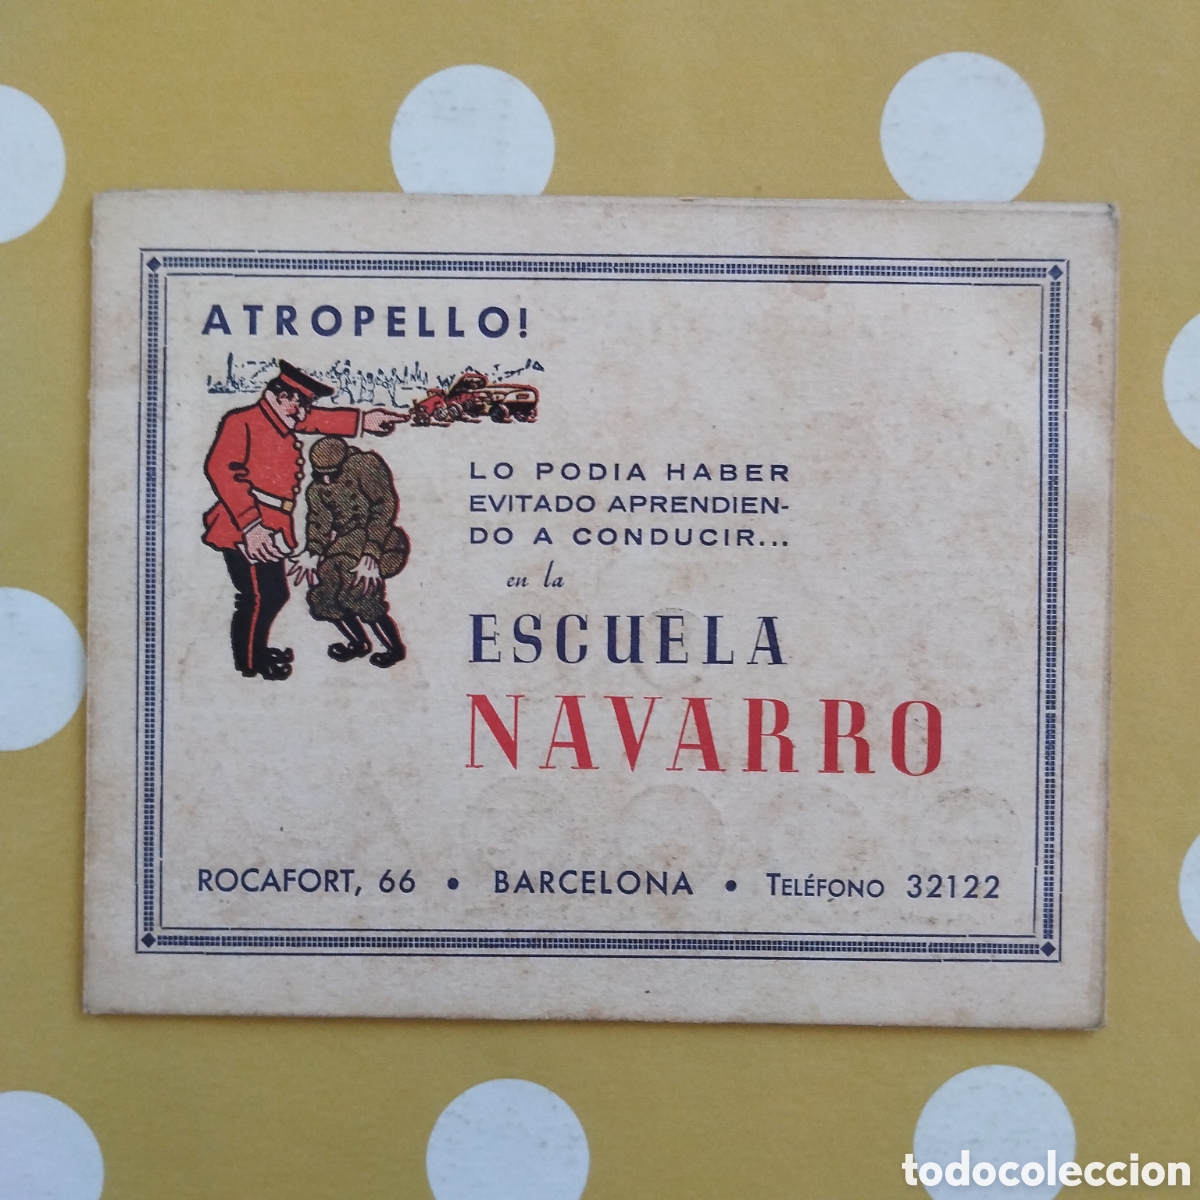 ATROPELLO!
LO PODIA HABER
EVITADO APRENDIEN-
DO A CONDUCIR...
en la
ESCUELA
NAVARRO
ROCAFORT, 66 • BARCELONA • TELÉFONO 32122
todocoleccion